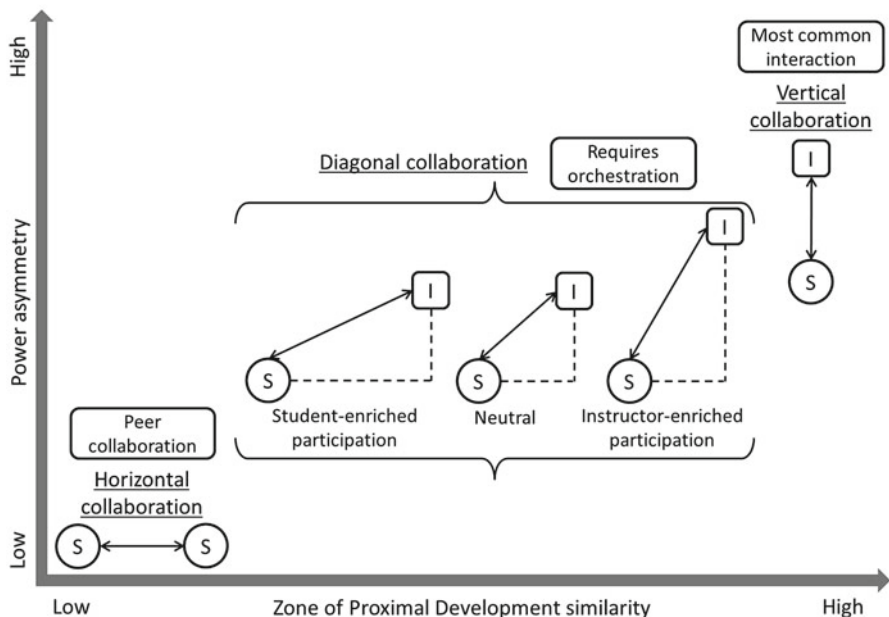 High
Most common
interaction
Vertical
collaboration
I
S
Diagonal collaboration
Requires
orchestration
I
I
I
S
S
S
Student-enriched
participation
Neutral
Instructor-enriched
participation
Power asymmetry
Peer
collaboration
Horizontal
collaboration
S
S
Low
Low
Zone of Proximal Development similarity
High